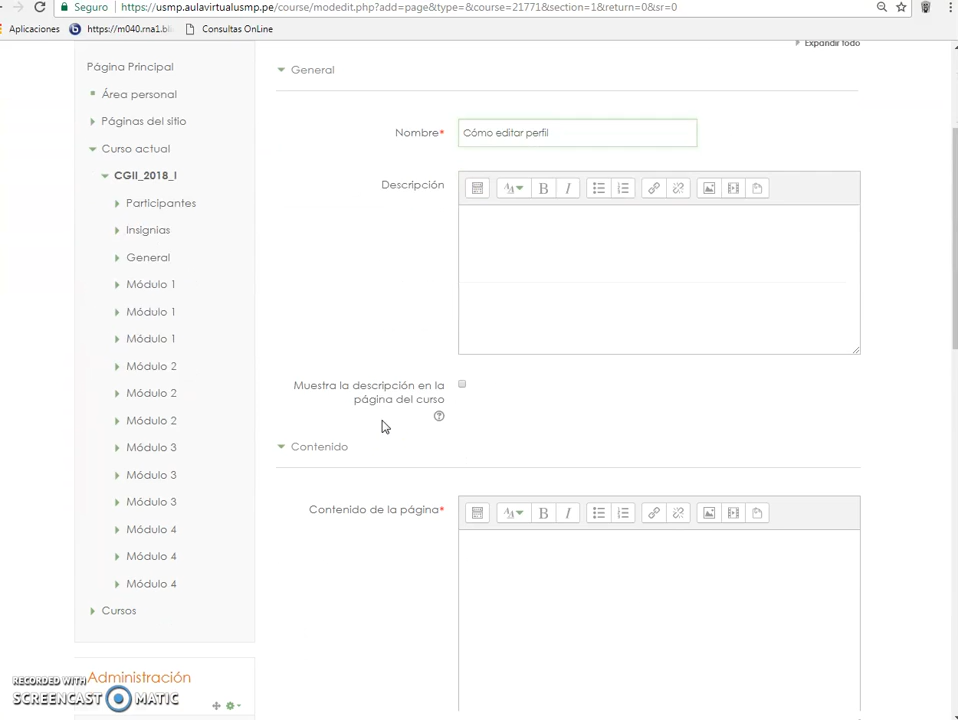 Seguro https://usmp.aulavirtualusmp.pe/course/modedit.php?add=page&type=&course=21771&section=1&return=0&sr=0
Aplicaciones https://m040.rna1.bl Consultas OnLine
Expandir todo
Página Principal
Área personal
Páginas del sitio
Curso actual
CGII_2018_I
Participantes
Insignias
General
Módulo 1
Módulo 1
Módulo 1
Módulo 2
Módulo 2
Módulo 2
Módulo 3
Módulo 3
Módulo 3
Módulo 4
Módulo 4
Módulo 4
Cursos
Administración
General
Nombre* Cómo editar perfil
Descripción
Muestra la descripción en la
página del curso
Contenido
Contenido de la página*
RECORDED WITH
SCREENCAST MATIC